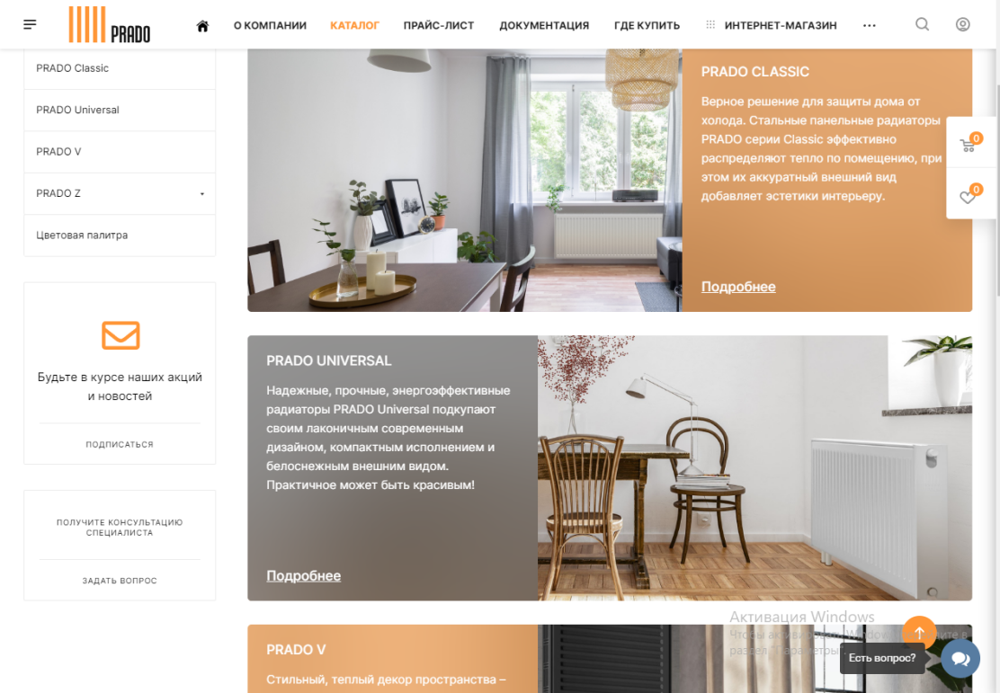 PRADO
О КОМПАНИИ
КАТАЛОГ
ПРАЙС-ЛИСТ
ДОКУМЕНТАЦИЯ
ГДЕ КУПИТЬ
ИНТЕРНЕТ-МАГАЗИН
PRADO Classic
PRADO Universal
PRADO V
PRADO Z
Цветовая палитра
Будьте в курсе наших акций
и новостей
ПОДПИСАТЬСЯ
ПОЛУЧИТЕ КОНСУЛЬТАЦИЮ
СПЕЦИАЛИСТА
ЗАДАТЬ ВОПРОС
PRADO CLASSIC
Верное решение для защиты дома от
холода. Стальные панельные радиаторы
PRADO серии Classic эффективно
распределяют тепло по помещению, при
этом их аккуратный внешний вид
добавляет эстетики интерьеру.
Подробнее
0
0
PRADO UNIVERSAL
Надежные, прочные, энергоэффективные
радиаторы PRADO Universal подкупают
своим лаконичным современным
дизайном, компактным исполнением и
белоснежным внешним видом.
Практичное может быть красивым!
Подробнее
PRADO V
Стильный, теплый декор пространства –
Активация Windows
Чтобы активировать Windows
раздел
Есть вопрос?